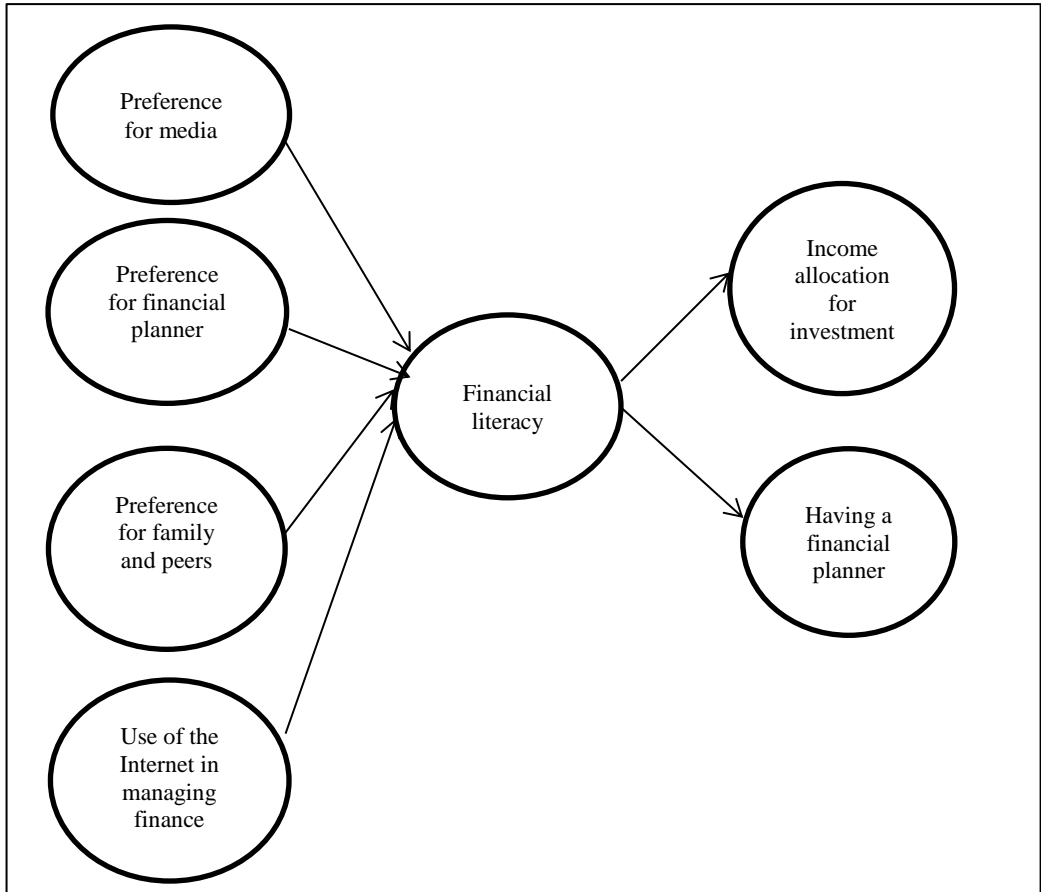 Preference
for media
Preference
for financial
planner
Preference
for family
and peers
Use of the
Internet in
managing
finance
Financial
literacy
Income
allocation
for
investment
Having a
financial
planner